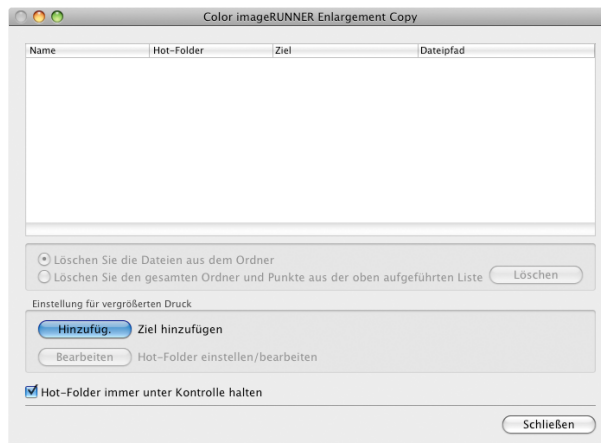 Color imageRUNNER Enlargement Copy
Name Hot-Folder Ziel Dateipfad
Löschen Sie die Dateien aus dem Ordner
Löschen Sie den gesamten Ordner und Punkte aus der oben aufgeführten Liste Löschen
Einstellung für vergrößerten Druck
Hinzufüg. Ziel hinzufügen
Bearbeiten Hot-Folder einstellen/bearbeiten
Hot-Folder immer unter Kontrolle halten
Schließen